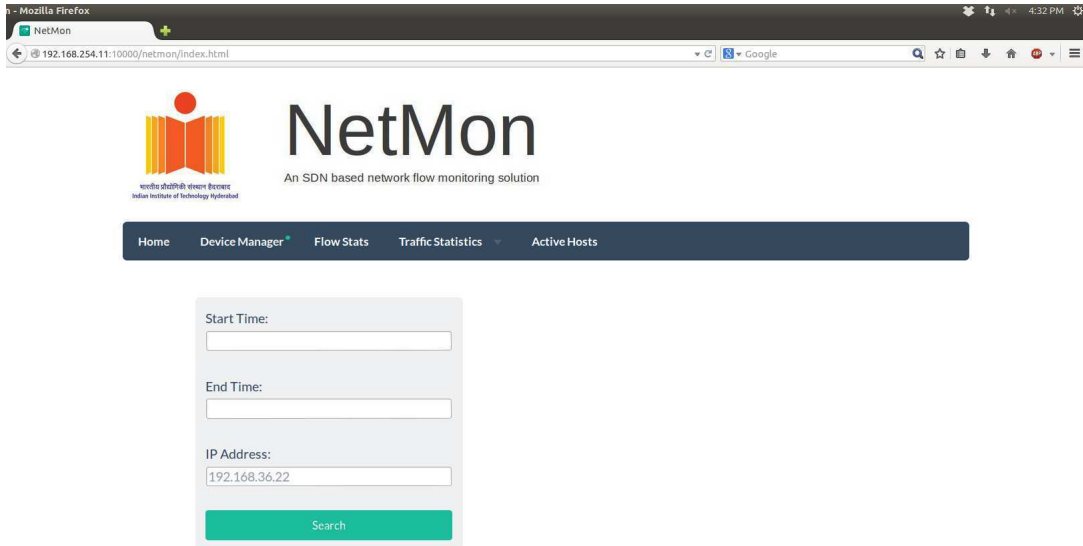 n - Mozilla Firefox
4:32 PM
NetMon
192.168.254.11:10000/netmon/index.html
Google
NetMon
An SDN based network flow monitoring solution
भारतीय प्रौद्योगिकी संस्थान हैदराबाद
Indian Institute of Technology Hyderabad
Home Device Manager Flow Stats Traffic Statistics Active Hosts
Start Time:
End Time:
IP Address:
192.168.36.22
Search